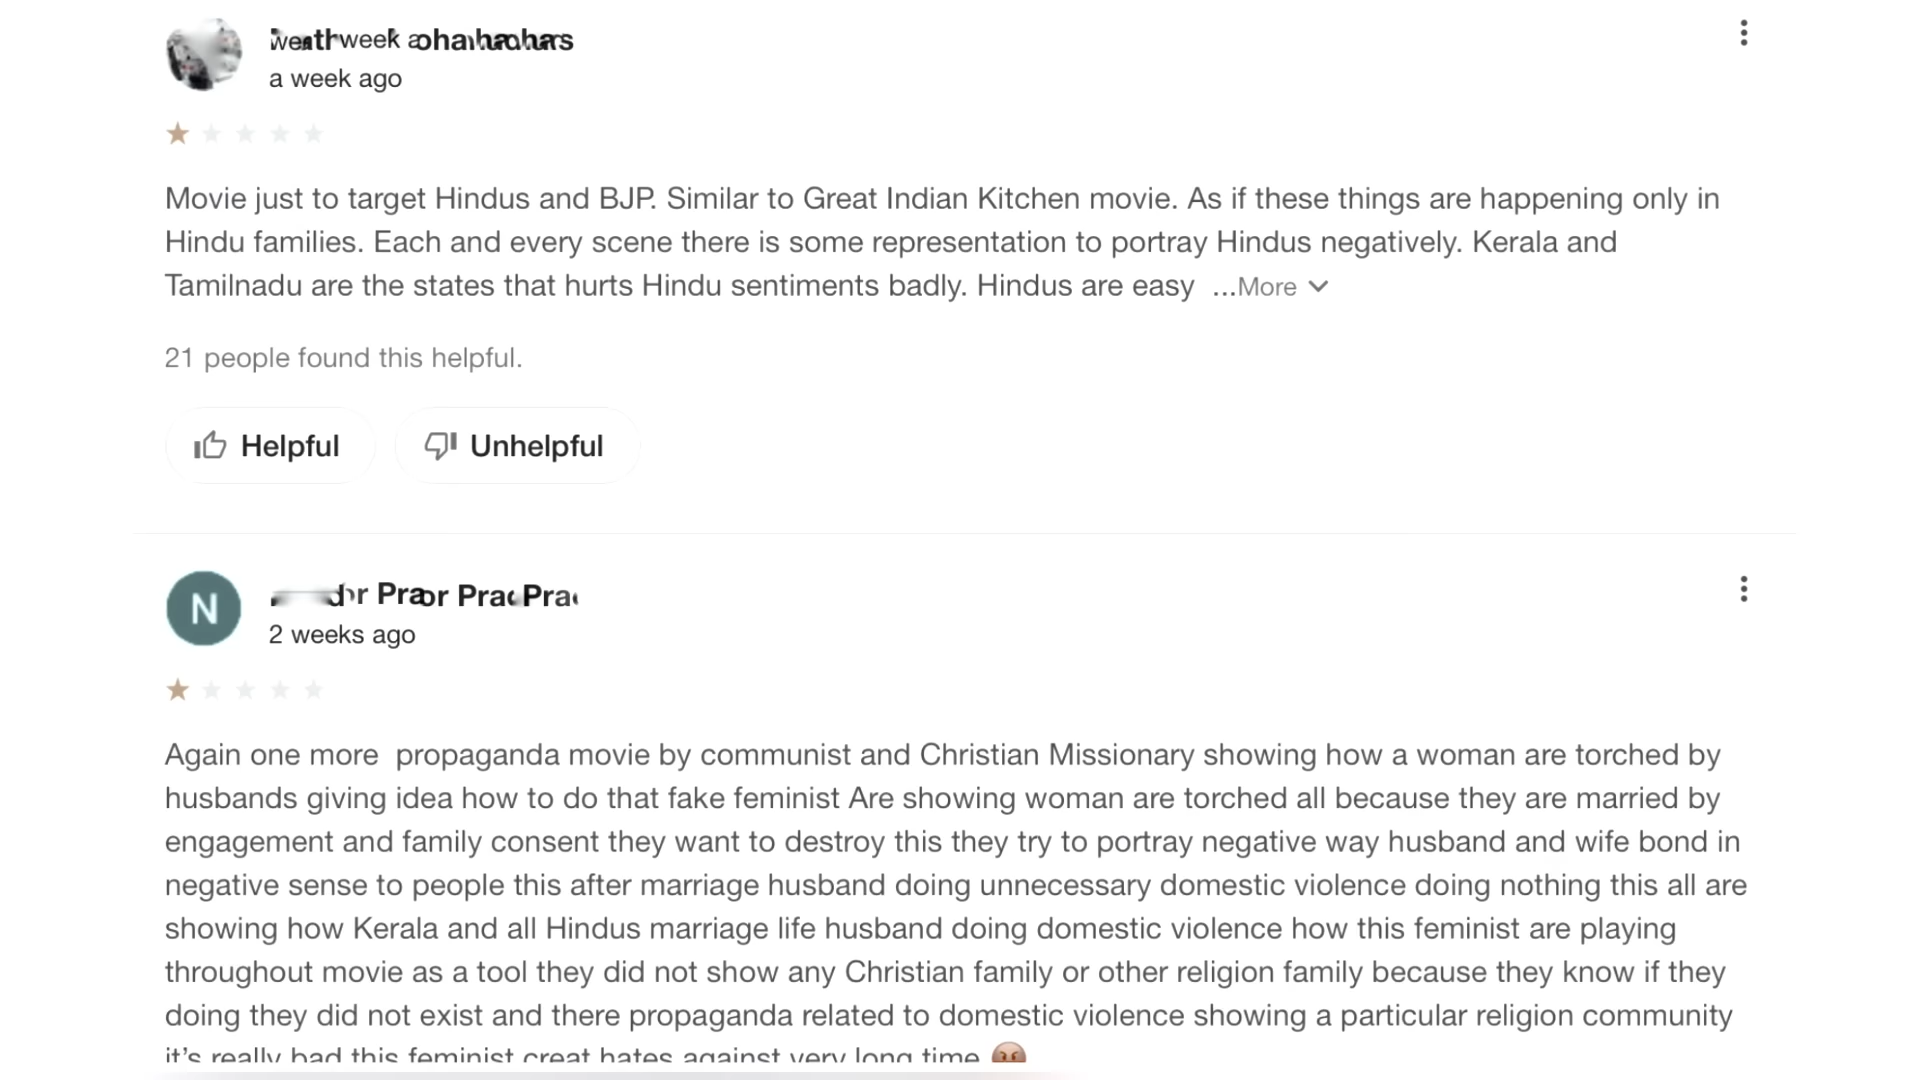 a week ago
Movie just to target Hindus and BJP. Similar to Great Indian Kitchen movie. As if these things are happening only in
Hindu families. Each and every scene there is some representation to portray Hindus negatively. Kerala and
Tamilnadu are the states that hurts Hindu sentiments badly. Hindus are easy ...More
21 people found this helpful.
Helpful Unhelpful
N
2 weeks ago
Again one more propaganda movie by communist and Christian Missionary showing how a woman are torched by
husbands giving idea how to do that fake feminist Are showing woman are torched all because they are married by
engagement and family consent they want to destroy this they try to portray negative way husband and wife bond in
negative sense to people this after marriage husband doing unnecessary domestic violence doing nothing this all are
showing how Kerala and all Hindus marriage life husband doing domestic violence how this feminist are playing
throughout movie as a tool they did not show any Christian family or other religion family because they know if they
doing they did not exist and there propaganda related to domestic violence showing a particular religion community
it's really bad this feminist creat hates against very long time 😡